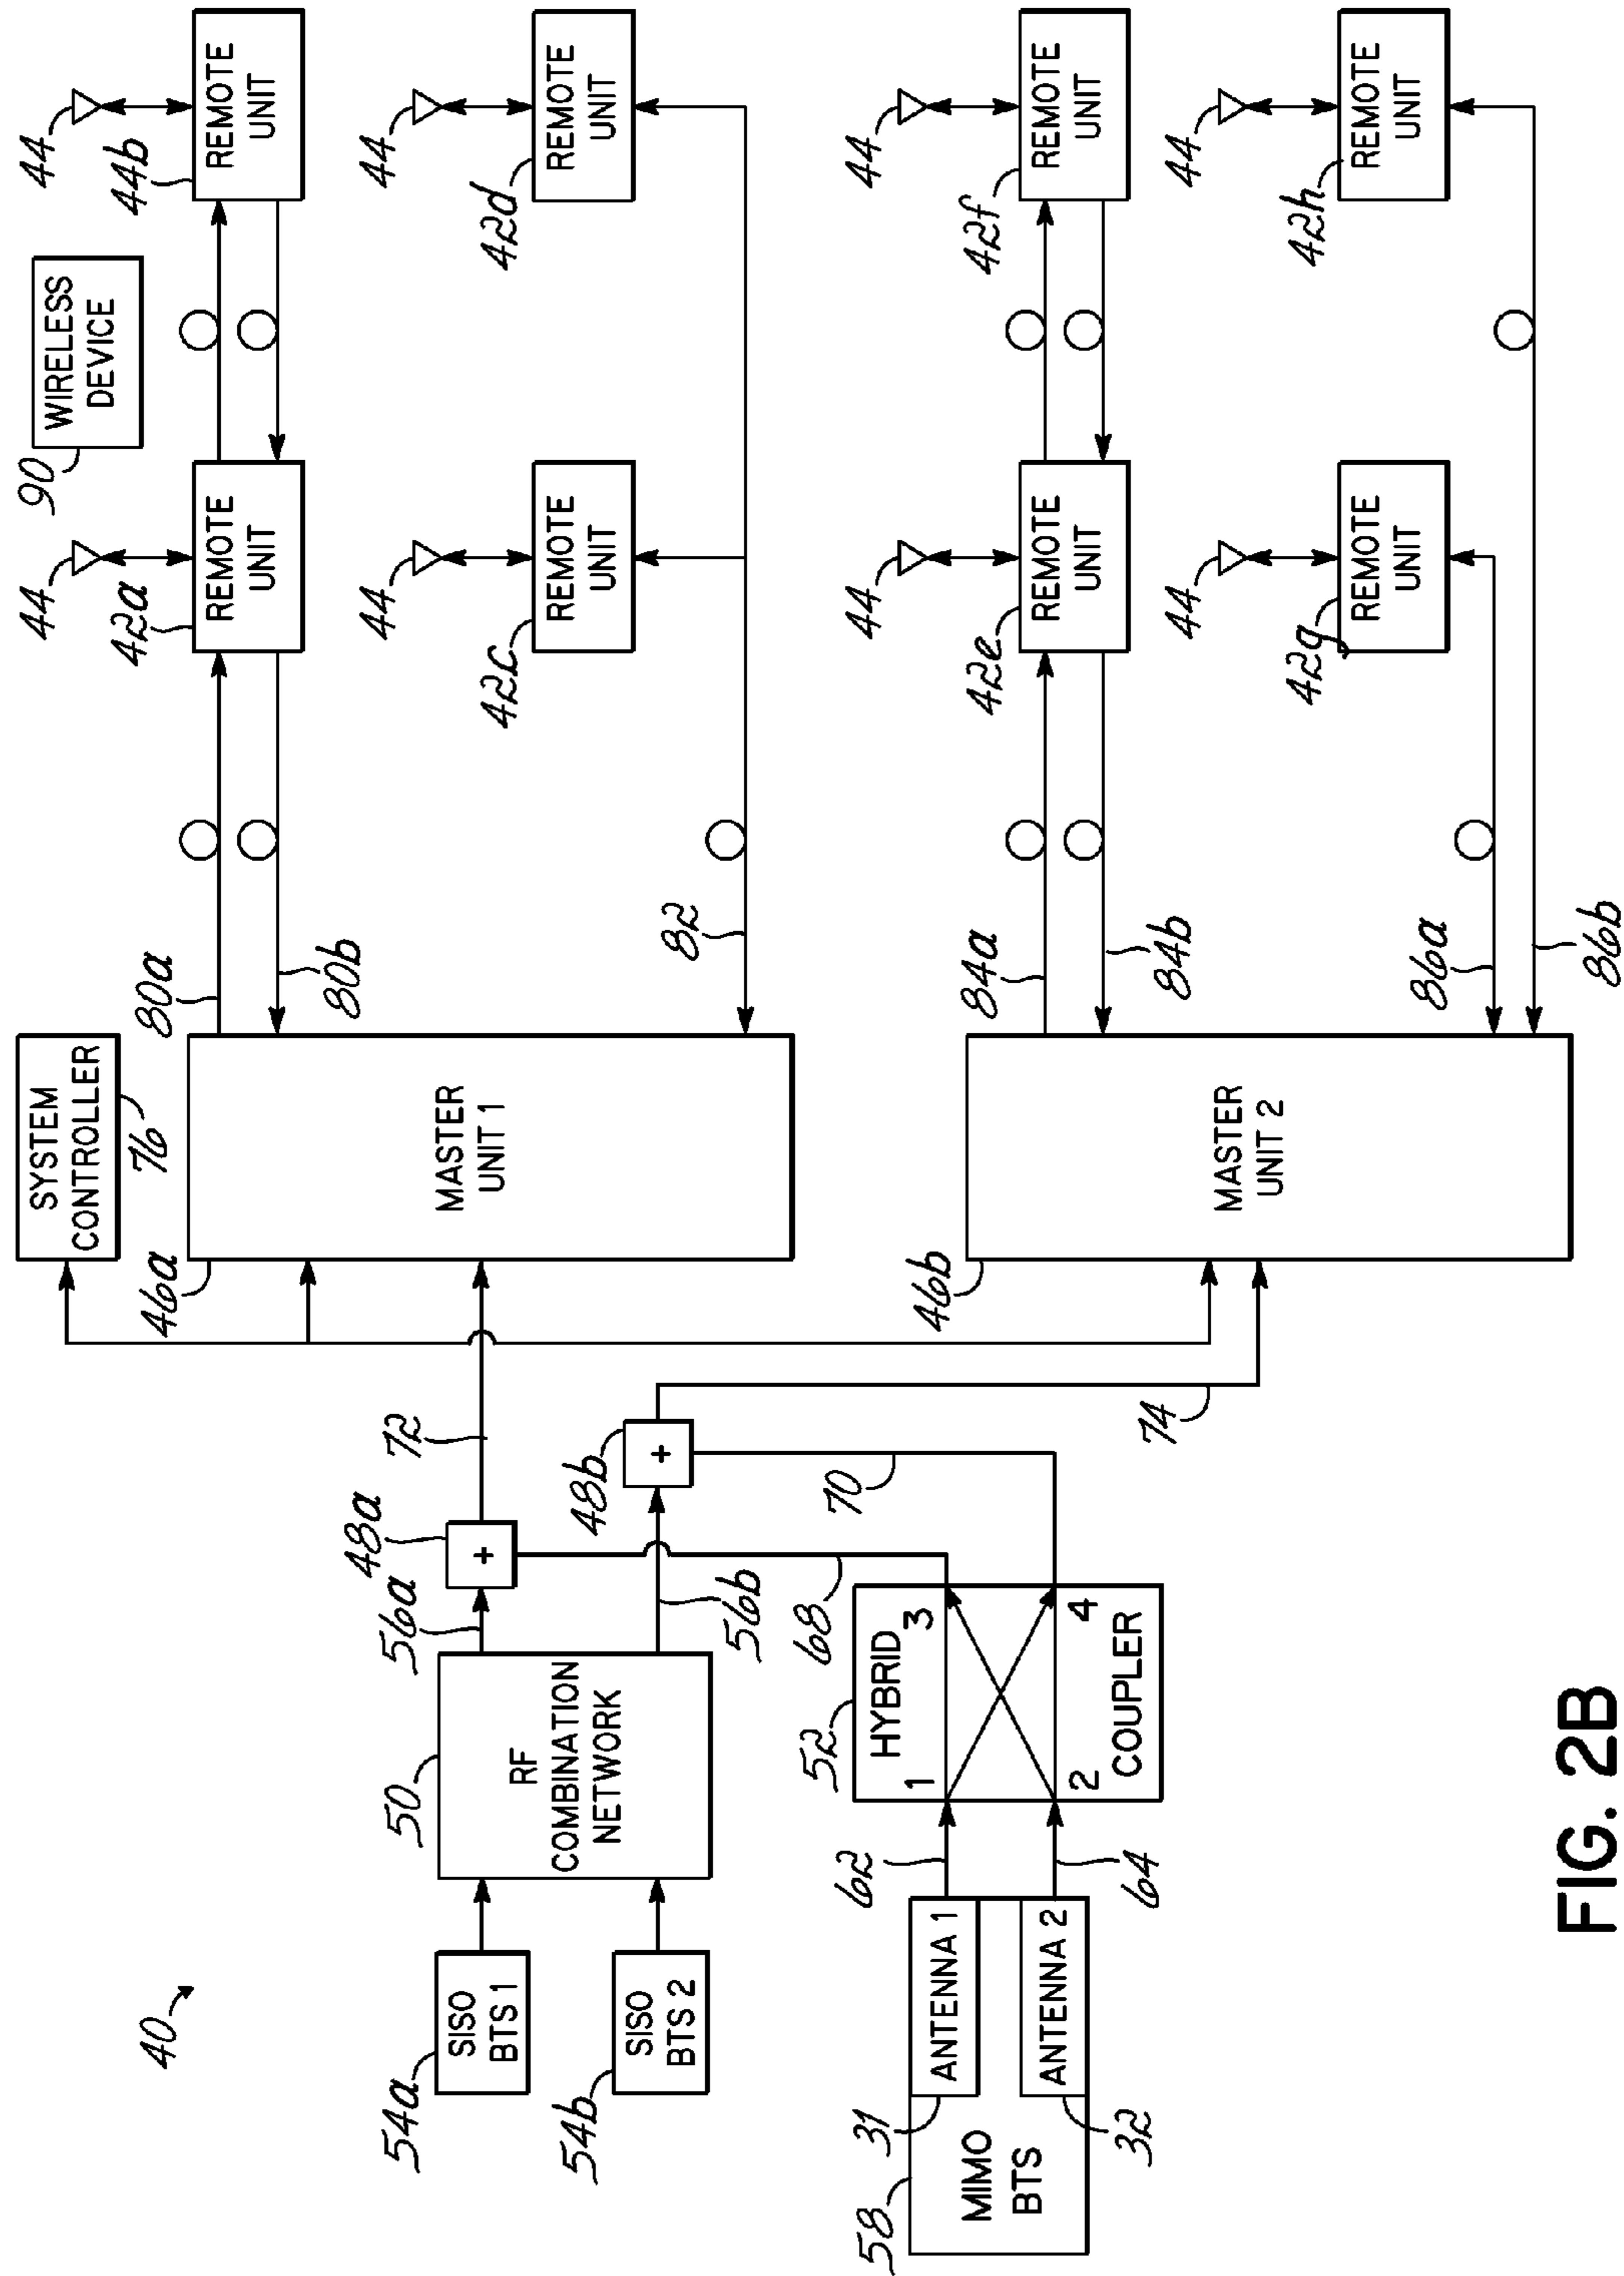 40
54a
SISO
BTS 1
54b
SISO
BTS 2
58
MIMO
BTS
31
ANTENNA 1
32
ANTENNA 2
62
64
50
RF
COMBINATION
NETWORK
52
HYBRID
1
3
2
4
COUPLER
56a
56b
68
48a
+
48b
+
70
72
74
SYSTEM
CONTROLLER
76
46a
MASTER
UNIT 1
46b
MASTER
UNIT 2
80a
80b
82
84a
84b
86a
86b
44
42a
REMOTE
UNIT
90
WIRELESS
DEVICE
44
44b
REMOTE
UNIT
44
42c
REMOTE
UNIT
44
42d
REMOTE
UNIT
44
42e
REMOTE
UNIT
44
42f
REMOTE
UNIT
44
42g
REMOTE
UNIT
44
42h
REMOTE
UNIT
FIG. 2B